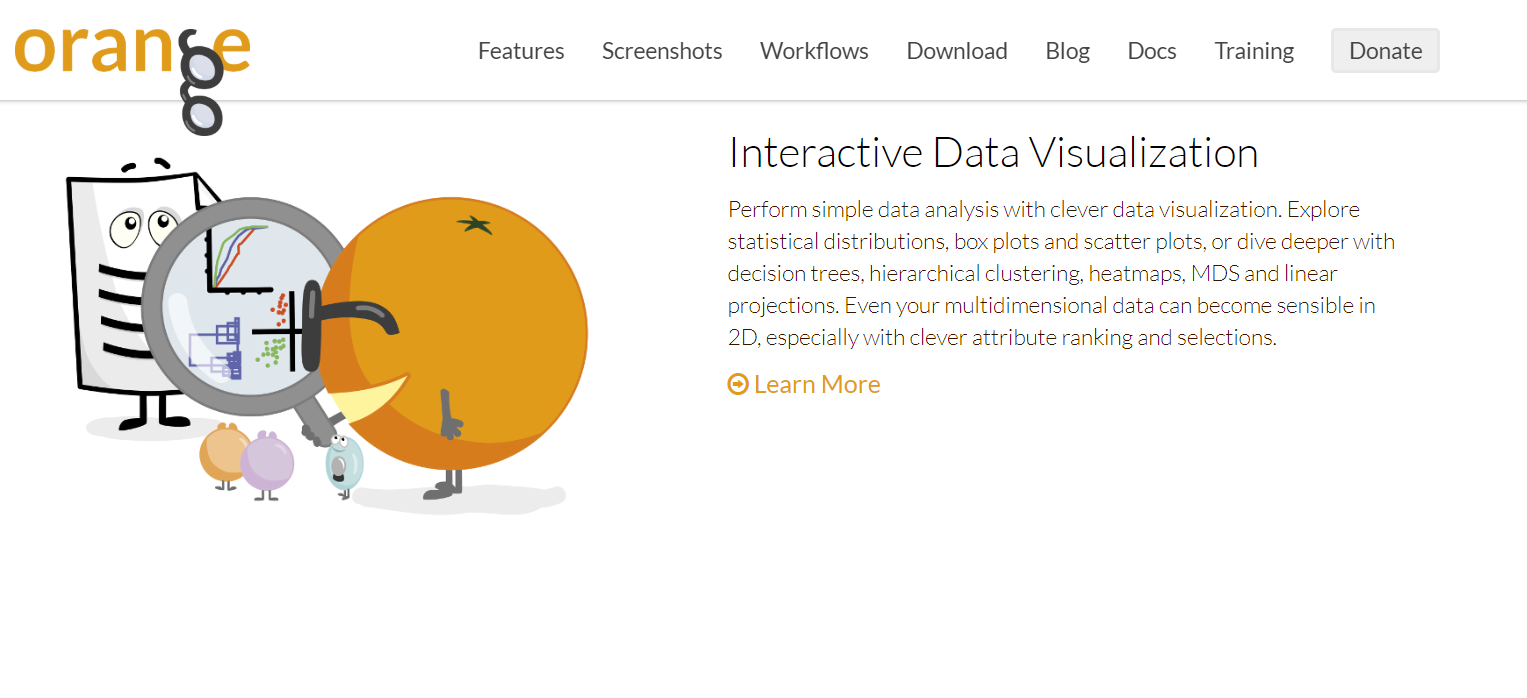 orange
Features Screenshots Workflows Download Blog Docs Training Donate
Interactive Data Visualization
Perform simple data analysis with clever data visualization. Explore
statistical distributions, box plots and scatter plots, or dive deeper with
decision trees, hierarchical clustering, heatmaps, MDS and linear
projections. Even your multidimensional data can become sensible in
2D, especially with clever attribute ranking and selections.
Learn More